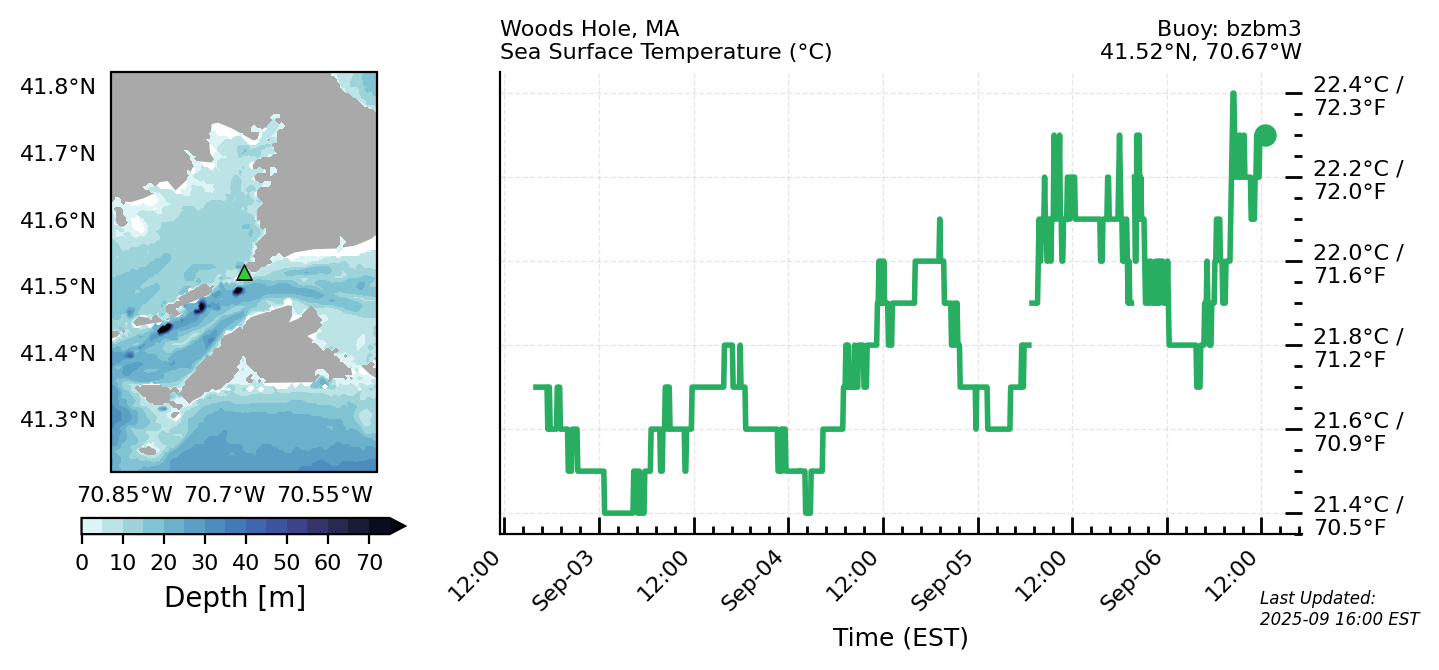 Woods Hole, MA
Sea Surface Temperature (°C)
Buoy: bzbm3
41.52°N, 70.67°W
41.8°N
41.7°N
41.6°N
41.5°N
41.4°N
41.3°N
70.85°W 70.7°W 70.55°W
0 10 20 30 40 50 60 70
Depth [m]
22.4°C /
72.3°F
22.2°C /
72.0°F
22.0°C /
71.6°F
21.8°C /
71.2°F
21.6°C /
70.9°F
21.4°C /
70.5°F
12:00 Sep-03 12:00 Sep-04 12:00 Sep-05 12:00 Sep-06 12:00
Time (EST)
Last Updated:
2025-09 16:00 EST